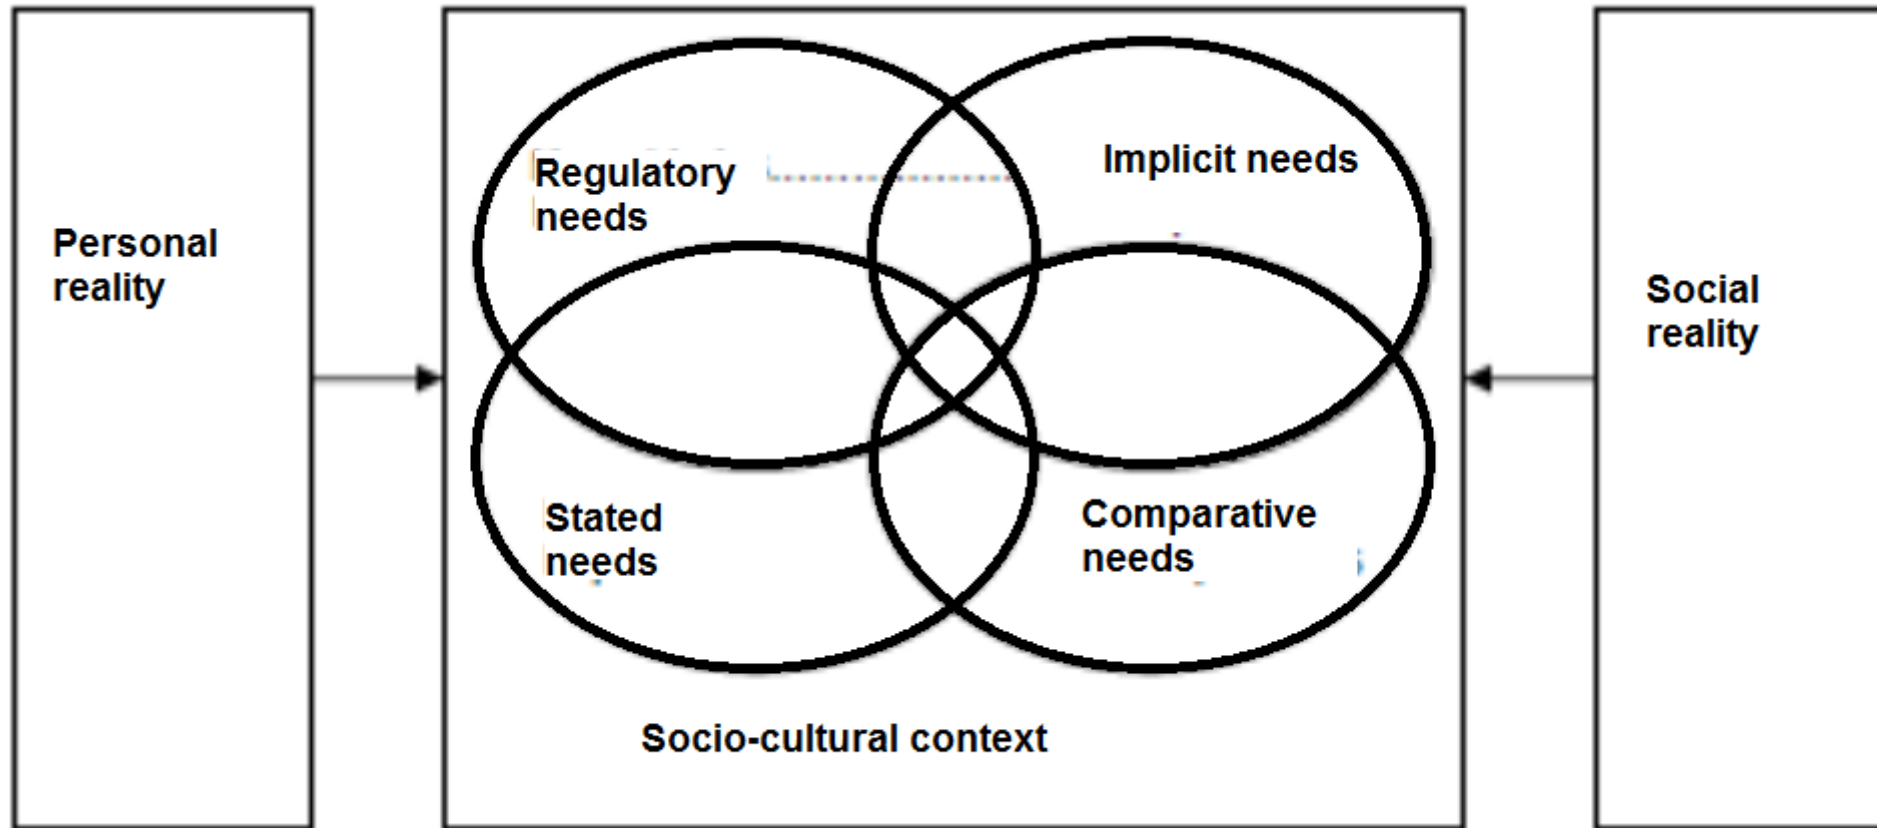 Personal
reality
Regulatory
needs
Implicit needs
Stated
needs
Comparative
needs
Socio-cultural context
Social
reality